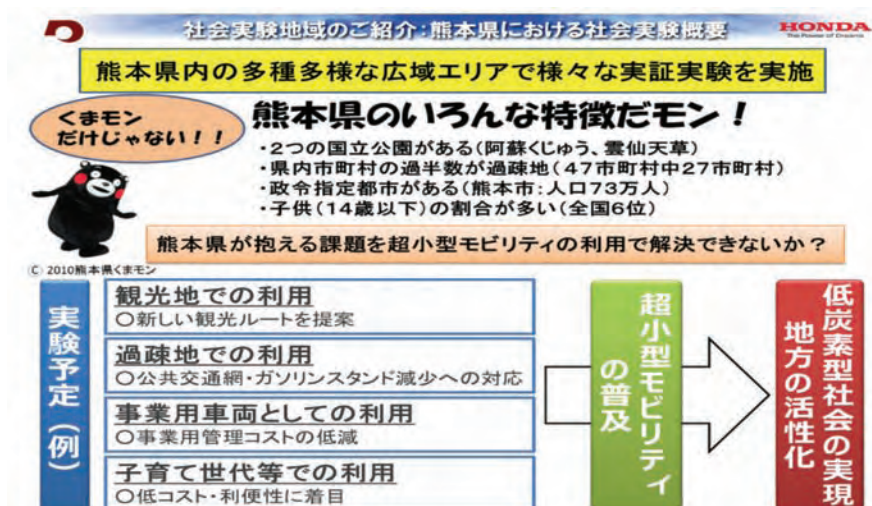 社会実験地域のご紹介：熊本県における社会実験概要
HONDA
The Power of Dreams
熊本県内の多種多様な広域エリアで様々な実証実験を実施
くまモン
だけじゃない！！
熊本県のいろんな特徴だモン！
・2つの国立公園がある（阿蘇くじゅう、雲仙天草）
・県内市町村の過半数が過疎地（47市町村中27市町村）
・政令指定都市がある（熊本市：人口73万人）
・子供（14歳以下）の割合が多い（全国6位）
熊本県が抱える課題を超小型モビリティの利用で解決できないか？
Ⓒ 2010熊本県くまモン
実験予定（例）
観光地での利用
〇新しい観光ルートを提案
過疎地での利用
〇公共交通網・ガソリンスタンド減少への対応
事業用車両としての利用
〇事業用管理コストの低減
子育て世代等での利用
〇低コスト・利便性に着目
超小型モビリティ
の普及
低炭素型社会の実現
地方の活性化